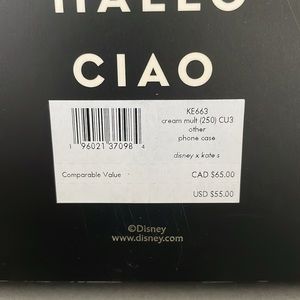 HALLO
CIAO
KE663
cream mult (250) CU3
other
phone case
1 96021 37098 4
disney x kate s
Comparable Value
CAD $65.00
USD $55.00
©Disney
www.disney.com